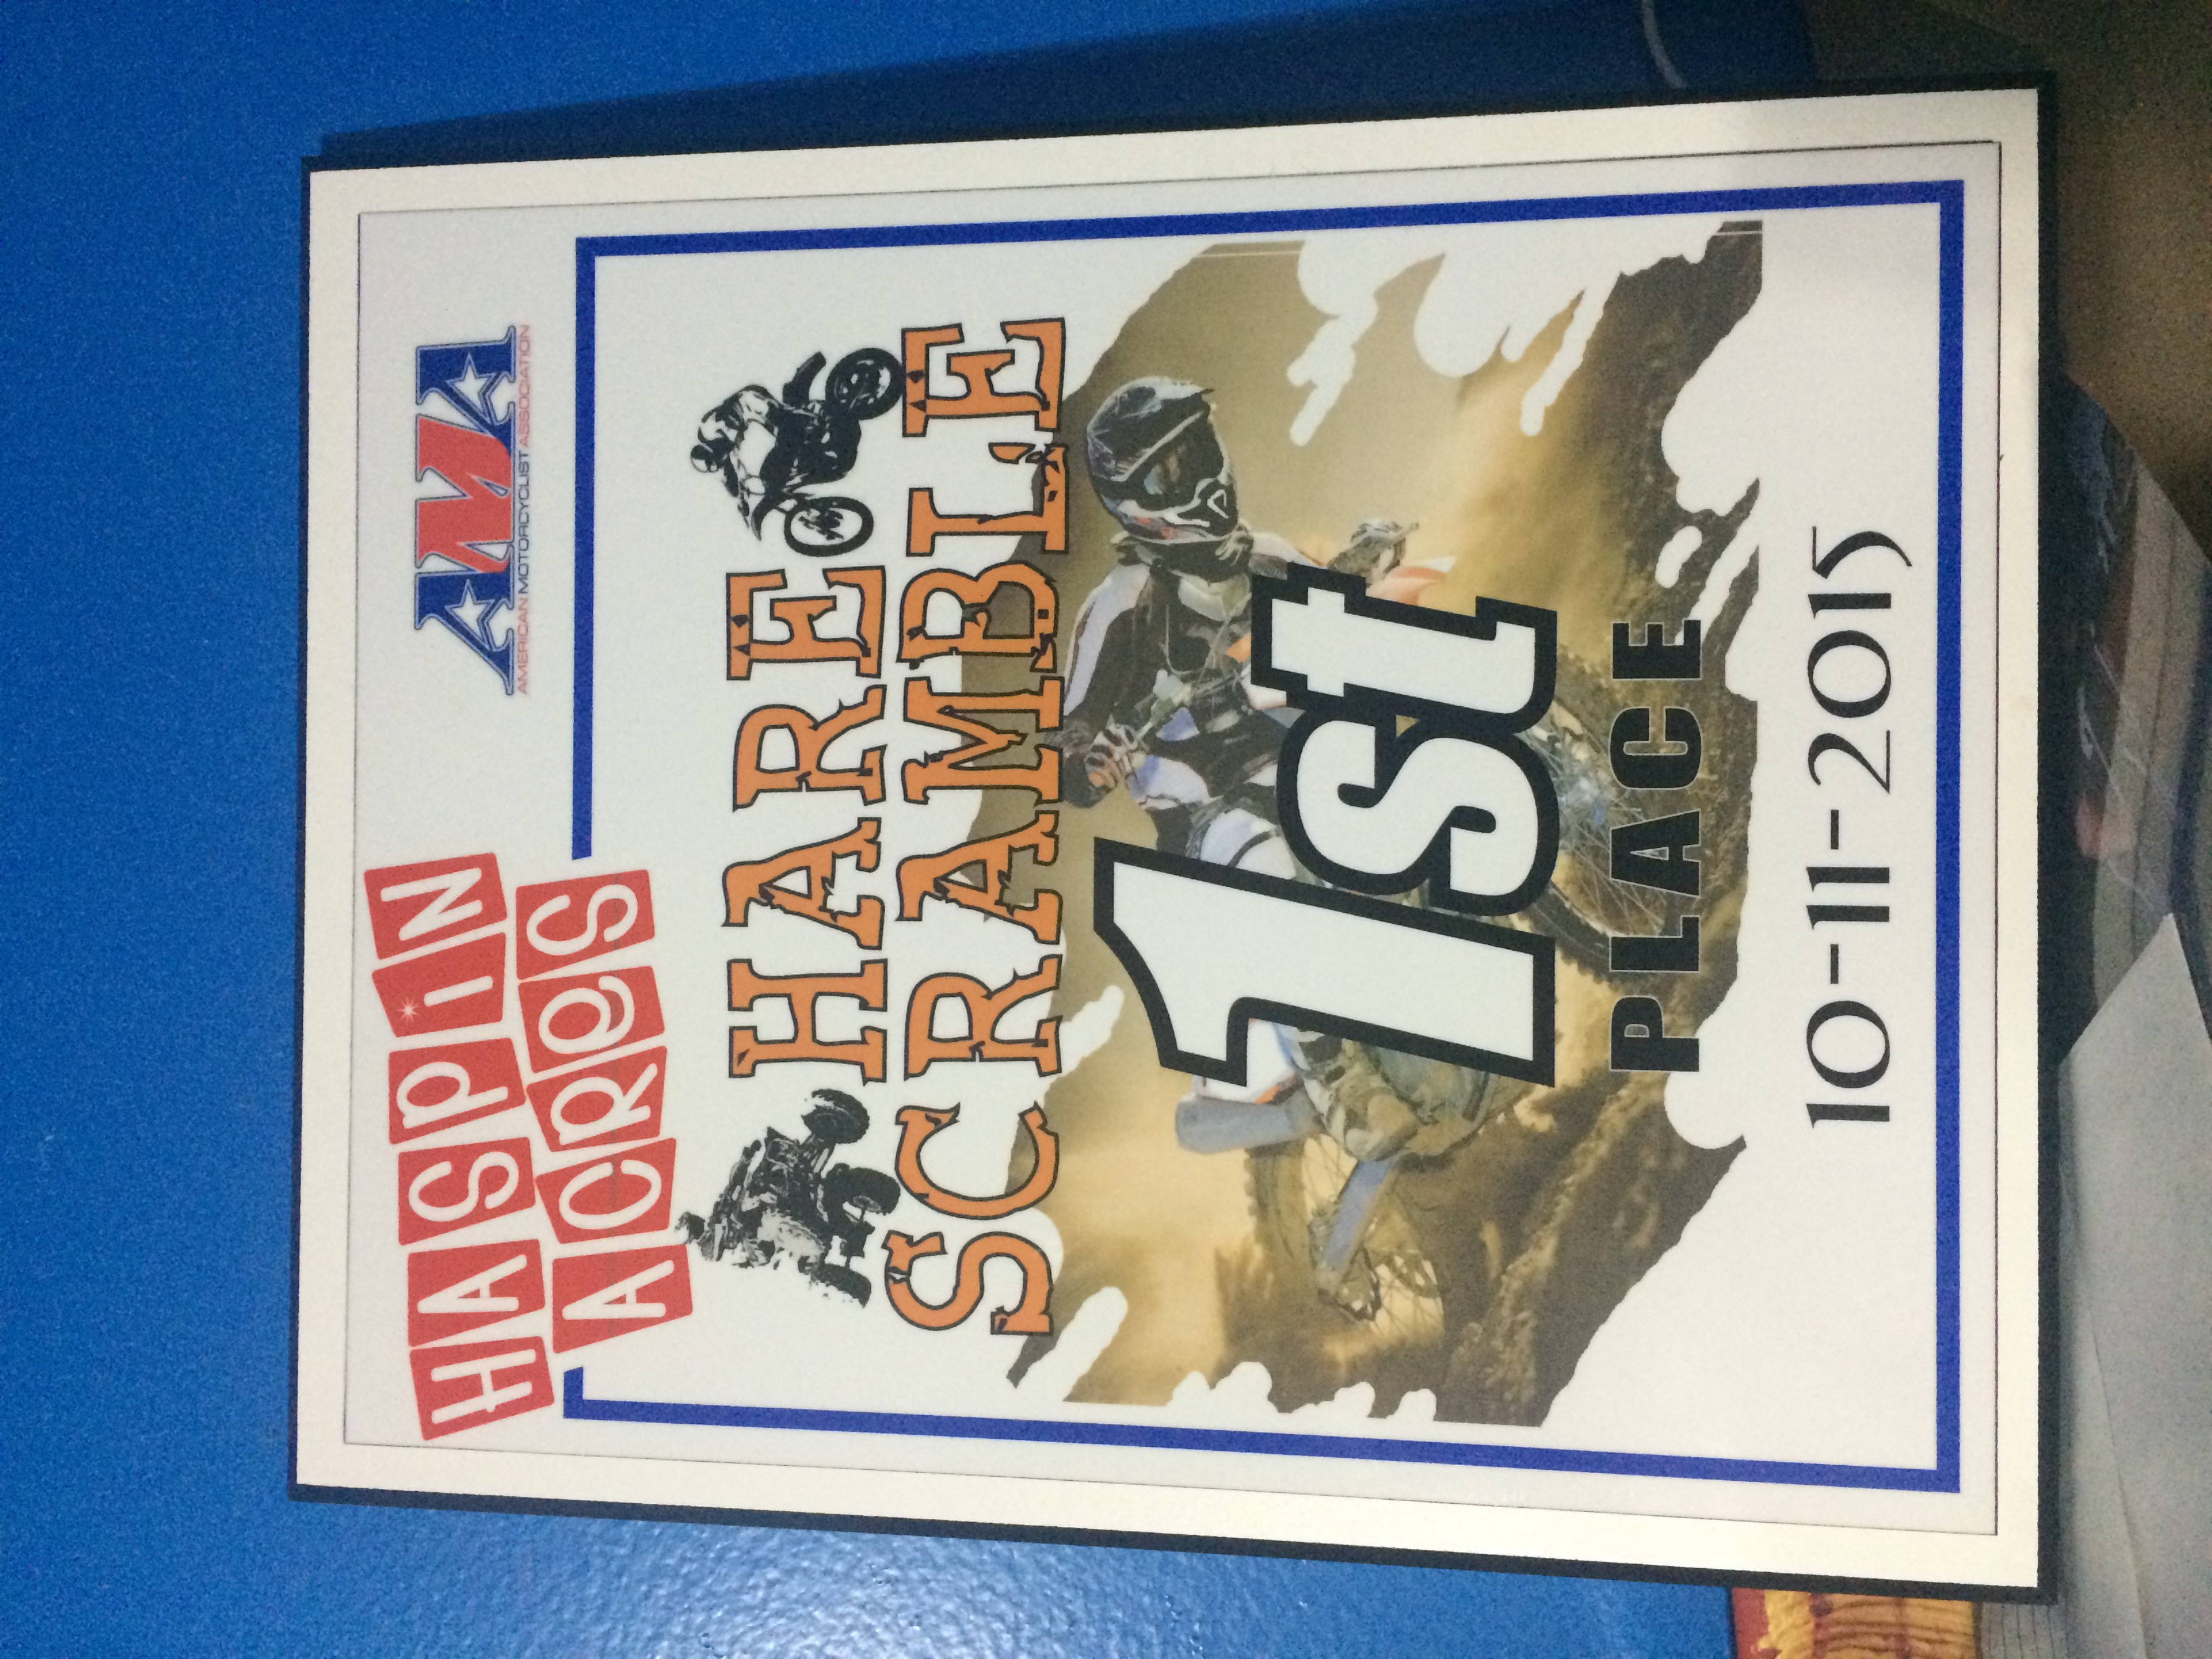 HASPiN
ACReS
AMA
AMERICAN MOTORCYCLIST ASSOCIATION
HARE
SCRAMBLE
1st
PLACE
10-11-2015